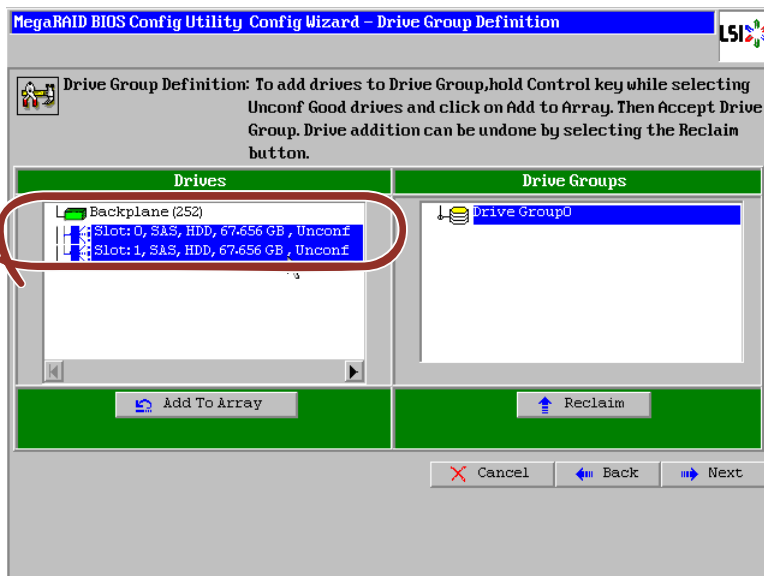 MegaRAID BIOS Config Utility Config Wizard - Drive Group Definition
LSI
Drive Group Definition: To add drives to Drive Group,hold Control key while selecting
Unconf Good drives and click on Add to Array. Then Accept Drive
Group. Drive addition can be undone by selecting the Reclaim
button.
Drives
Drive Groups
Backplane (252)
Slot: 0, SAS, HDD, 67.656 GB , Unconf
Slot: 1, SAS, HDD, 67.656 GB , Unconf
Drive Group0
Add To Array
Reclaim
Cancel
Back
Next